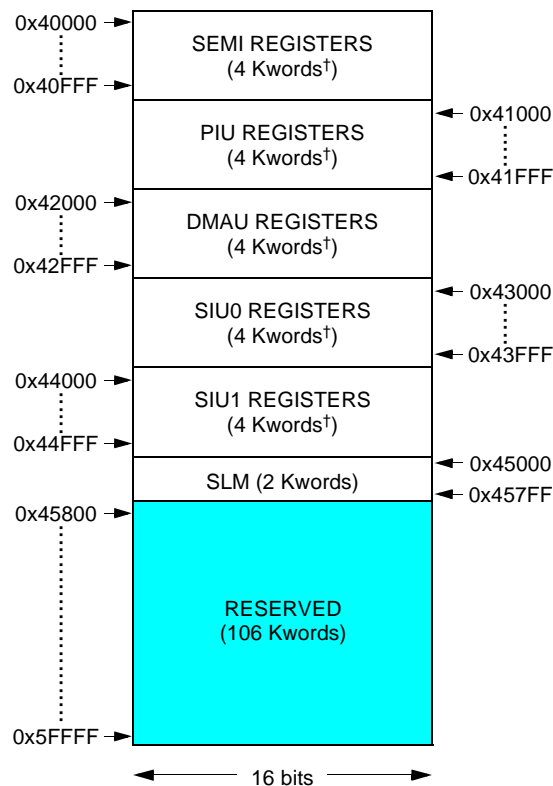 0x40000
SEMI REGISTERS
(4 Kwords†)
0x40FFF
0x41000
PIU REGISTERS
(4 Kwords†)
0x41FFF
0x42000
DMAU REGISTERS
(4 Kwords†)
0x42FFF
0x43000
SIU0 REGISTERS
(4 Kwords†)
0x43FFF
0x44000
SIU1 REGISTERS
(4 Kwords†)
0x44FFF
0x45000
SLM (2 Kwords)
0x457FF
0x45800
RESERVED
(106 Kwords)
0x5FFFF
16 bits